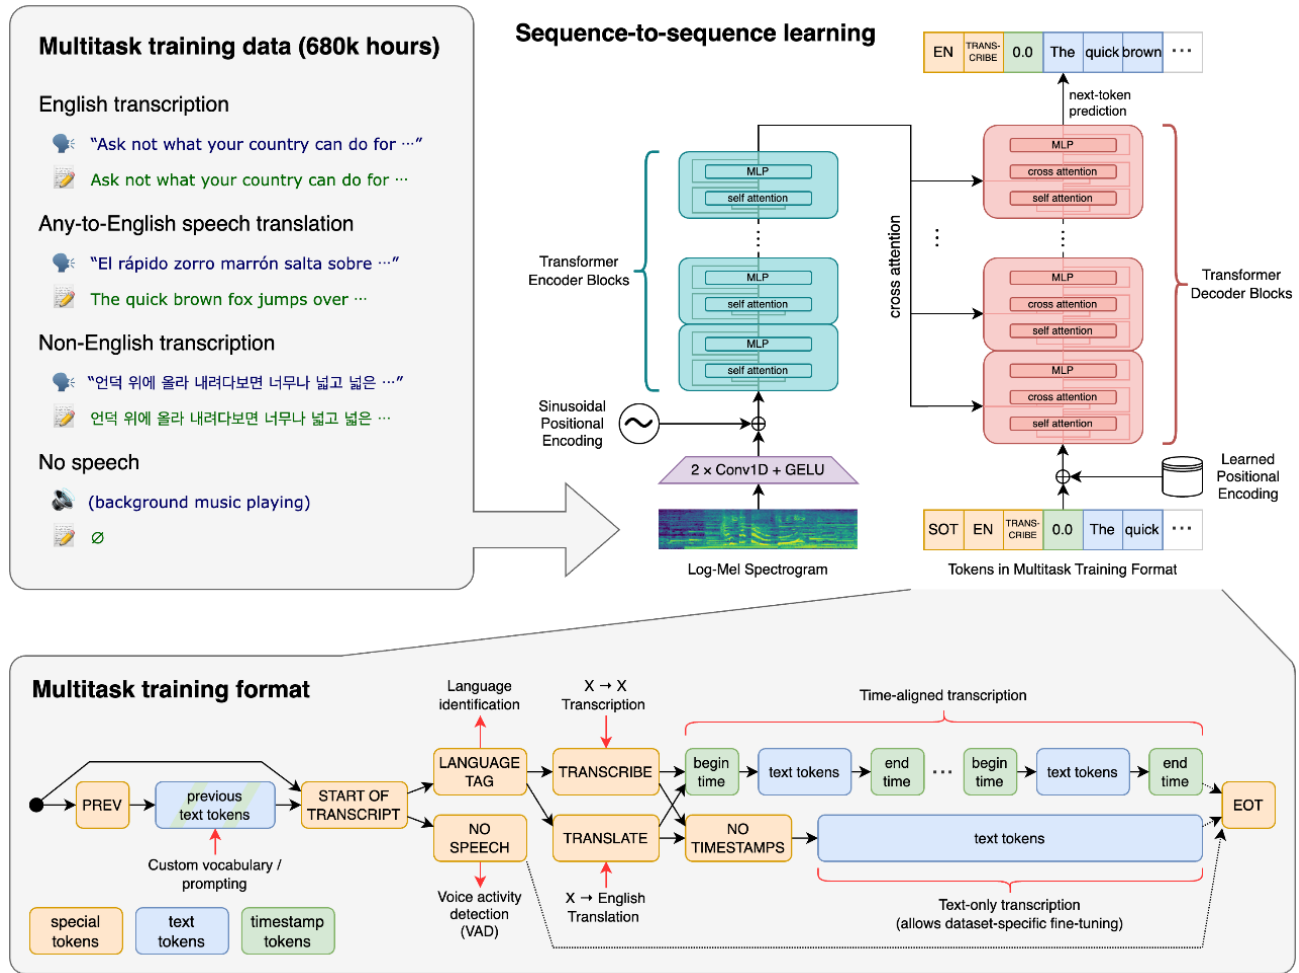 Multitask training data (680k hours)
English transcription
“Ask not what your country can do for ⋯”
Ask not what your country can do for ⋯
Any-to-English speech translation
“El rápido zorro marrón salta sobre ⋯”
The quick brown fox jumps over ⋯
Non-English transcription
“언덕 위에 올라 내려다보면 너무나 넓고 넓은 ⋯”
언덕 위에 올라 내려다보면 너무나 넓고 넓은 ⋯
No speech
(background music playing)
∅
Sequence-to-sequence learning
EN
TRANS-
CRIBE
0.0
The
quick
brown
⋯
next-token
prediction
MLP
self attention
⋮
MLP
self attention
MLP
self attention
Transformer
Encoder Blocks
Sinusoidal
Positional
Encoding
2 × Conv1D + GELU
Log-Mel Spectrogram
cross attention
⋮
MLP
cross attention
self attention
⋮
MLP
cross attention
self attention
MLP
cross attention
self attention
Transformer
Decoder Blocks
Learned
Positional
Encoding
SOT
EN
TRANS-
CRIBE
0.0
The
quick
⋯
Tokens in Multitask Training Format
Multitask training format
PREV
previous
text tokens
Custom vocabulary /
prompting
START OF
TRANSCRIPT
Language
identification
LANGUAGE
TAG
NO
SPEECH
Voice activity
detection
(VAD)
X → X
Transcription
TRANSCRIBE
TRANSLATE
X → English
Translation
Time-aligned transcription
begin
time
text tokens
end
time
⋯
begin
time
text tokens
end
time
NO
TIMESTAMPS
text tokens
Text-only transcription
(allows dataset-specific fine-tuning)
EOT
special
tokens
text
tokens
timestamp
tokens